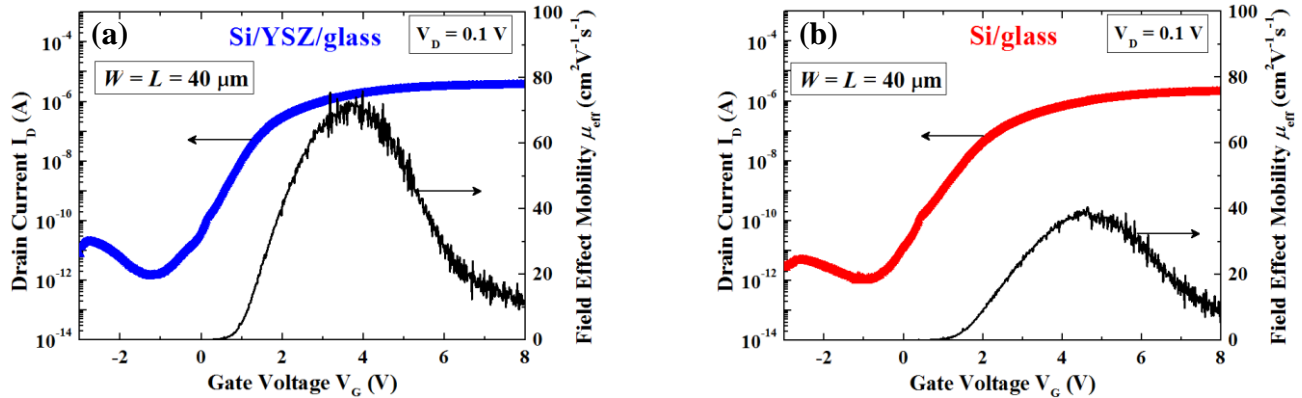 (a)
Si/YSZ/glass
V_D = 0.1 V
W = L = 40 μm
Drain Current I_D (A)
10^-4
10^-6
10^-8
10^-10
10^-12
10^-14
-2
0
2
4
6
8
Gate Voltage V_G (V)
100
80
60
40
20
0
Field Effect Mobility μ_eff (cm^2V^-1s^-1)
(b)
Si/glass
V_D = 0.1 V
W = L = 40 μm
Drain Current I_D (A)
10^-4
10^-6
10^-8
10^-10
10^-12
10^-14
-2
0
2
4
6
8
Gate Voltage V_G (V)
100
80
60
40
20
0
Field Effect Mobility μ_eff (cm^2V^-1s^-1)